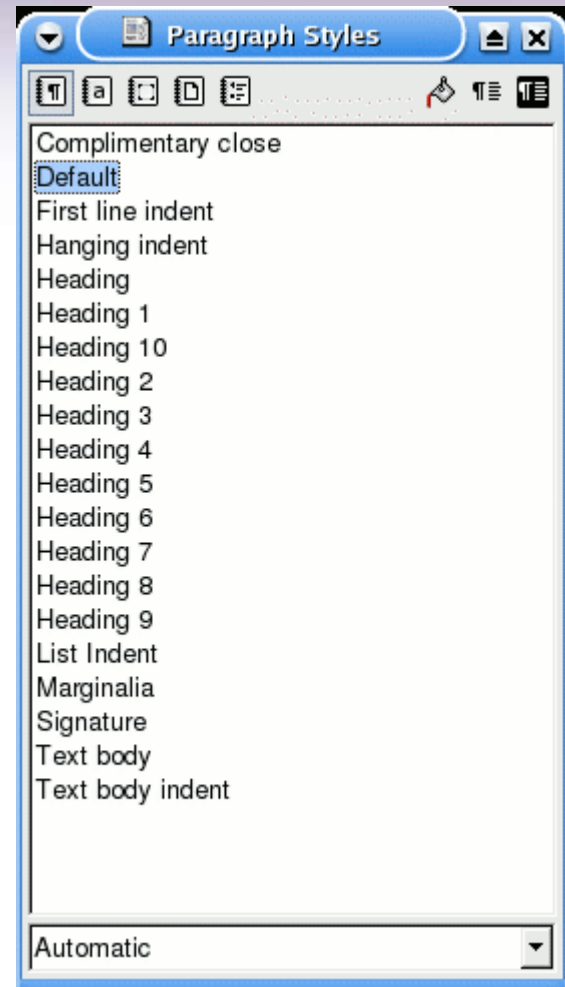 Paragraph Styles
Complimentary close
Default
First line indent
Hanging indent
Heading
Heading 1
Heading 10
Heading 2
Heading 3
Heading 4
Heading 5
Heading 6
Heading 7
Heading 8
Heading 9
List Indent
Marginalia
Signature
Text body
Text body indent
Automatic